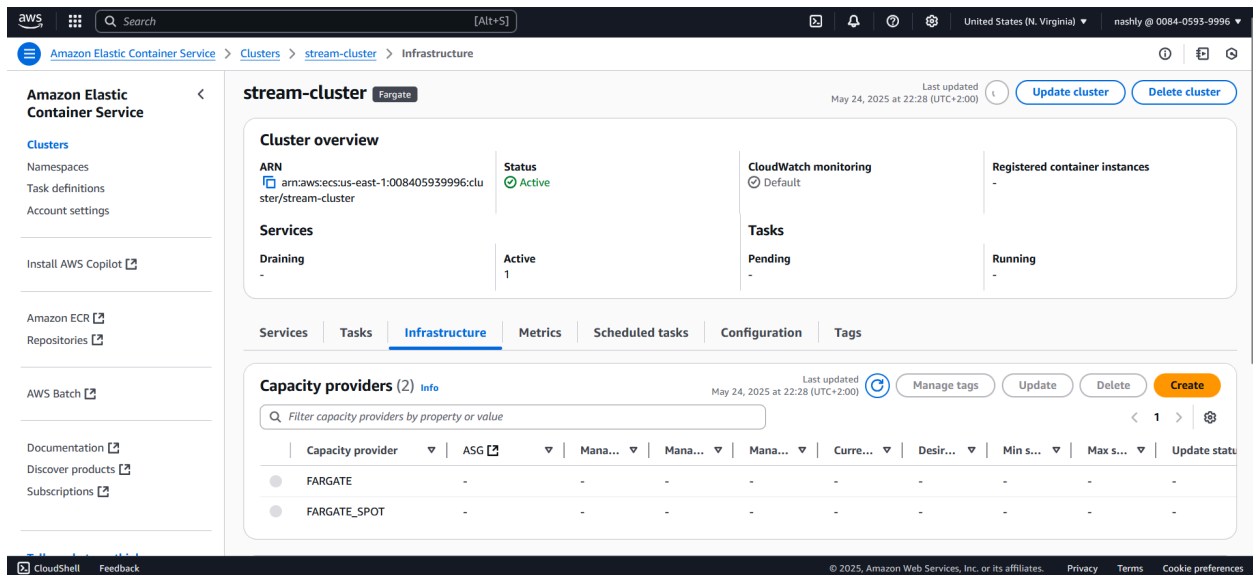 aws
Search
[Alt+S]
United States (N. Virginia)
nashly @ 0084-0593-9996
Amazon Elastic Container Service > Clusters > stream-cluster > Infrastructure
Amazon Elastic
Container Service
Clusters
Namespaces
Task definitions
Account settings
Install AWS Copilot
Amazon ECR
Repositories
AWS Batch
Documentation
Discover products
Subscriptions
stream-cluster
Fargate
Last updated
May 24, 2025 at 22:28 (UTC+2:00)
Update cluster
Delete cluster
Cluster overview
ARN
arn:aws:ecs:us-east-1:008405939996:clu
ster/stream-cluster
Status
Active
CloudWatch monitoring
Default
Registered container instances
-
Services
Draining
-
Active
1
Tasks
Pending
-
Running
-
Services Tasks Infrastructure Metrics Scheduled tasks Configuration Tags
Capacity providers (2) Info
Last updated
May 24, 2025 at 22:28 (UTC+2:00)
Manage tags
Update
Delete
Create
Filter capacity providers by property or value
< 1 >
Capacity provider ASG Mana... Mana... Mana... Curre... Desir... Min s... Max s... Update statu
FARGATE - - - - - - - - -
FARGATE_SPOT - - - - - - - - -
CloudShell Feedback
© 2025, Amazon Web Services, Inc. or its affiliates. Privacy Terms Cookie preferences